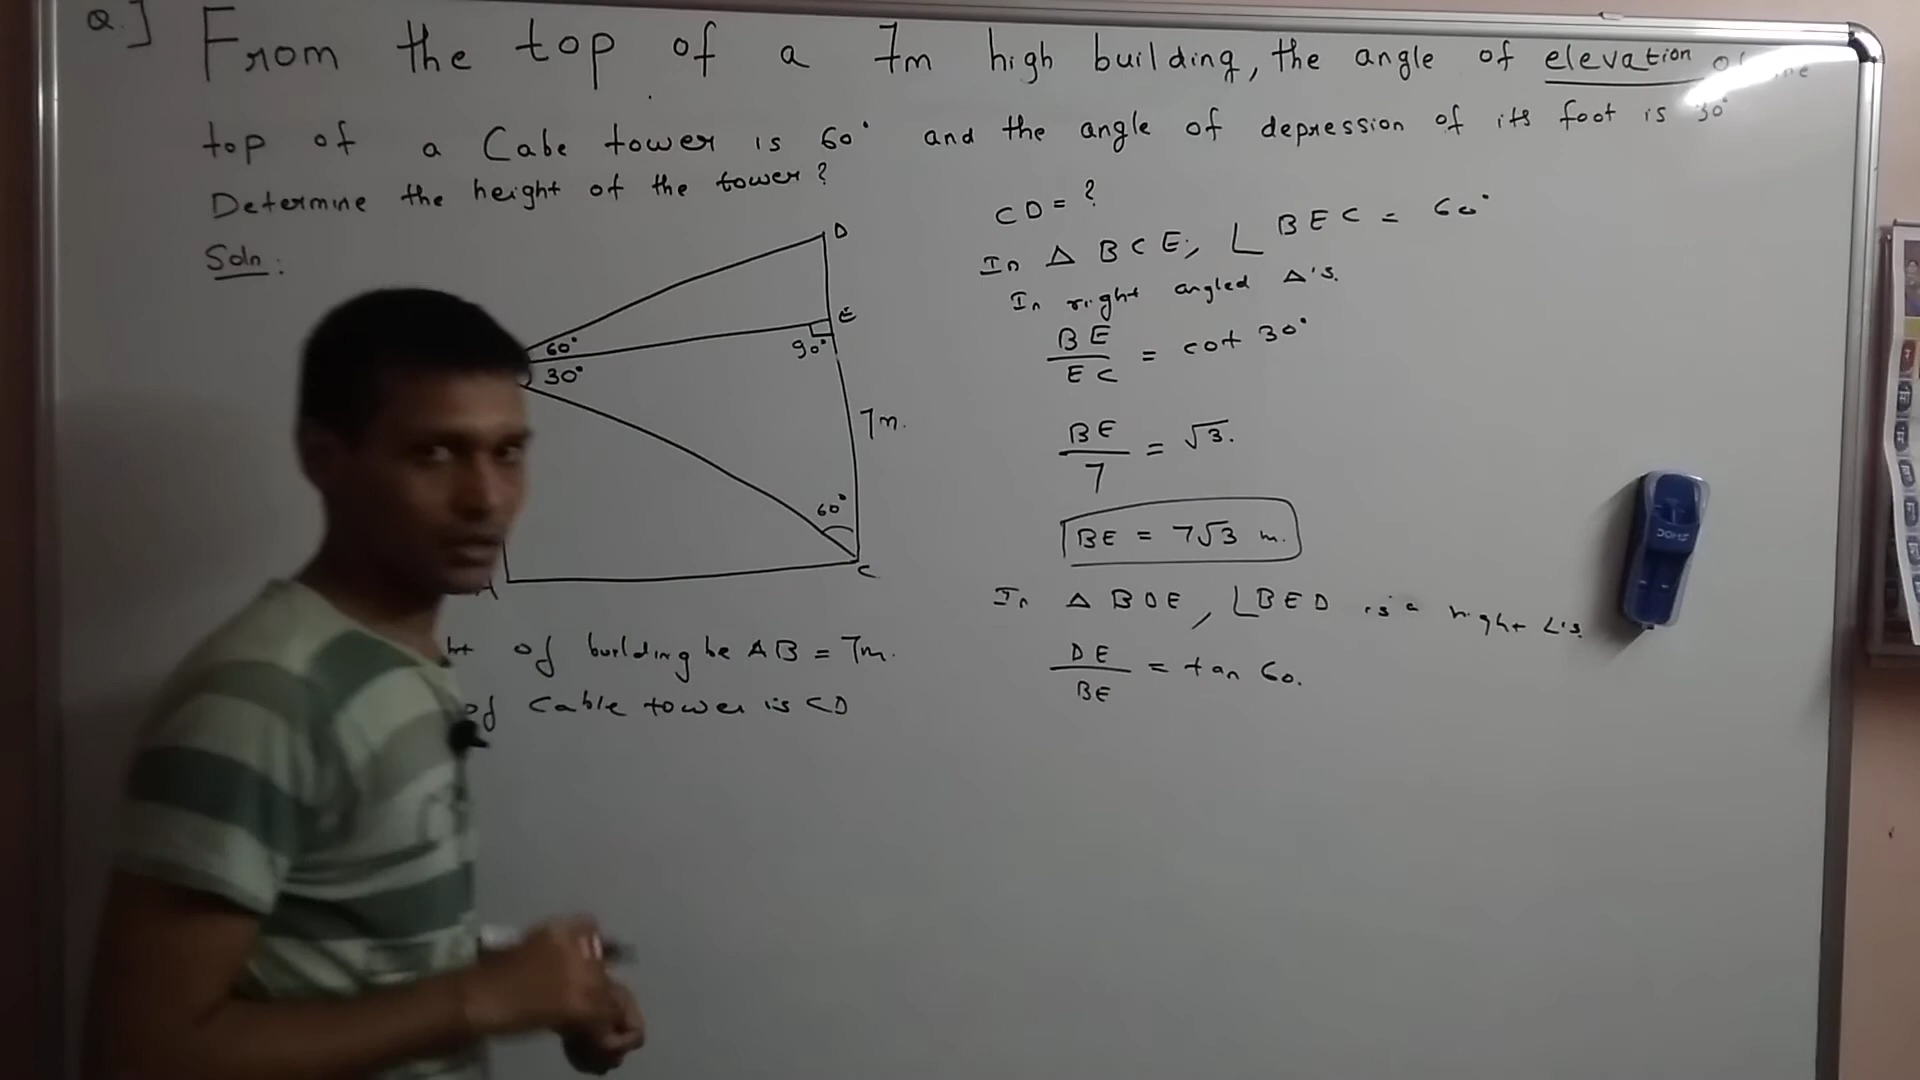 Q.] From the top of a 7m high building, the angle of elevation
top of a Cabe tower is 60° and the angle of depression of its foot is 30°
Determine the height of the tower?
Soln:
D
E
60°
90°
30°
7m.
60°
C
A
of building be AB = 7m.
of Cable tower is CD
CD = ?
In △ BCE, ∠BEC = 60°
In right angled △'s.
BE/EC = cot 30°
BE/7 = √3.
BE = 7√3 m.
In △ BDE, ∠BED is a right ∠'s.
DE/BE = tan 60.
DOMS